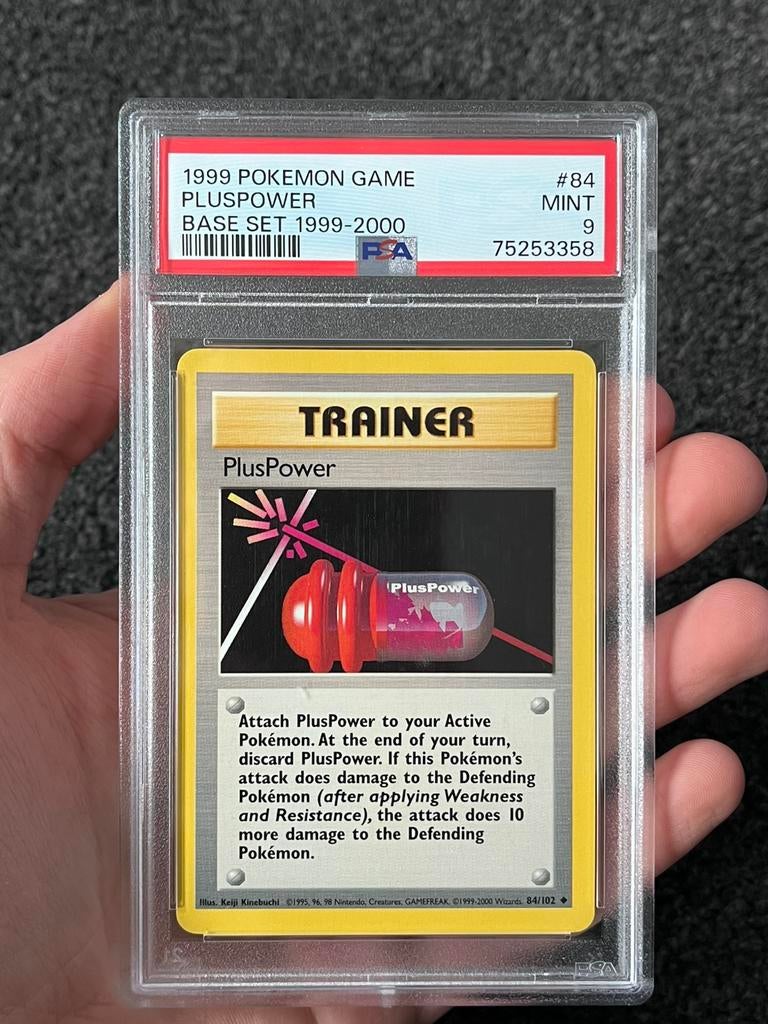 1999 POKEMON GAME #84
PLUSPOWER MINT
BASE SET 1999-2000 9
PSA 75253358
TRAINER
PlusPower
PlusPower
Attach PlusPower to your Active
Pokémon. At the end of your turn,
discard PlusPower. If this Pokémon's
attack does damage to the Defending
Pokémon (after applying Weakness
and Resistance), the attack does 10
more damage to the Defending
Pokémon.
Illus. Keiji Kinebuchi ©1995, 96, 98 Nintendo, Creatures, GAMEFREAK. ©1999-2000 Wizards. 84/102 ◆
PSA